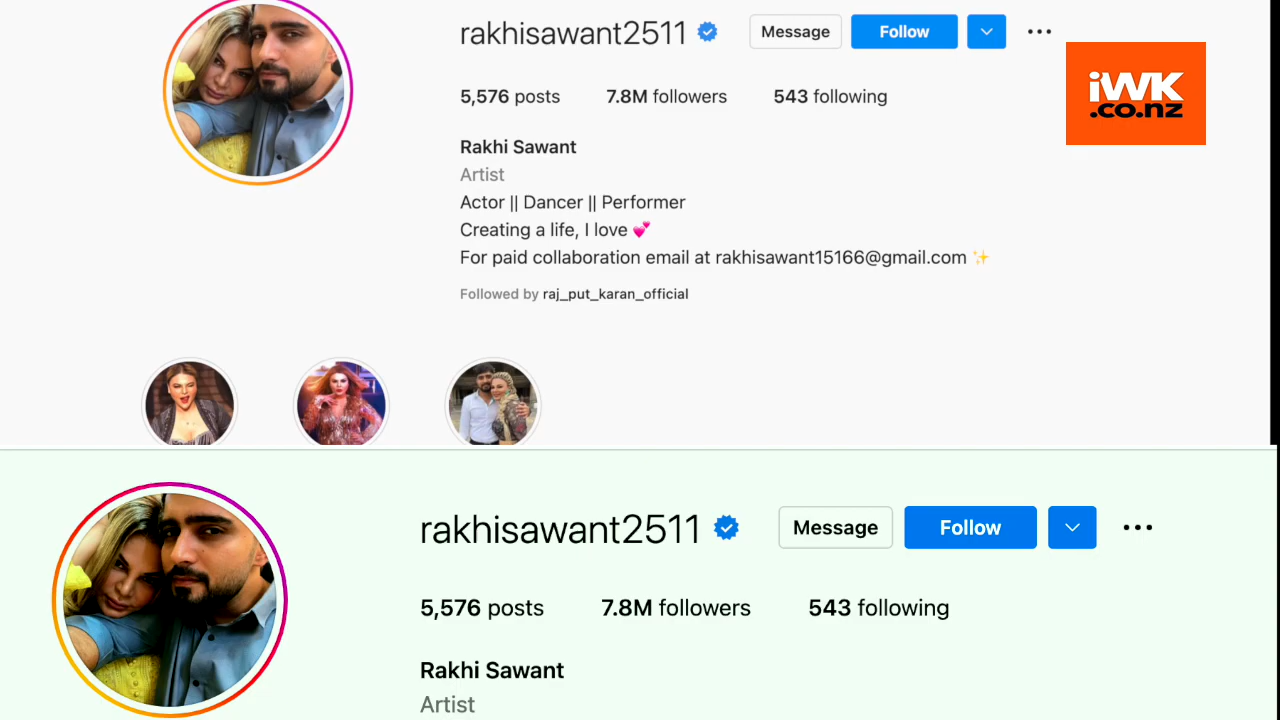 rakhisawant2511 Message Follow
iWK
.co.nz
5,576 posts 7.8M followers 543 following
Rakhi Sawant
Artist
Actor || Dancer || Performer
Creating a life, I love 💕
For paid collaboration email at rakhisawant15166@gmail.com ✨
Followed by raj_put_karan_official
rakhisawant2511 Message Follow
5,576 posts 7.8M followers 543 following
Rakhi Sawant
Artist